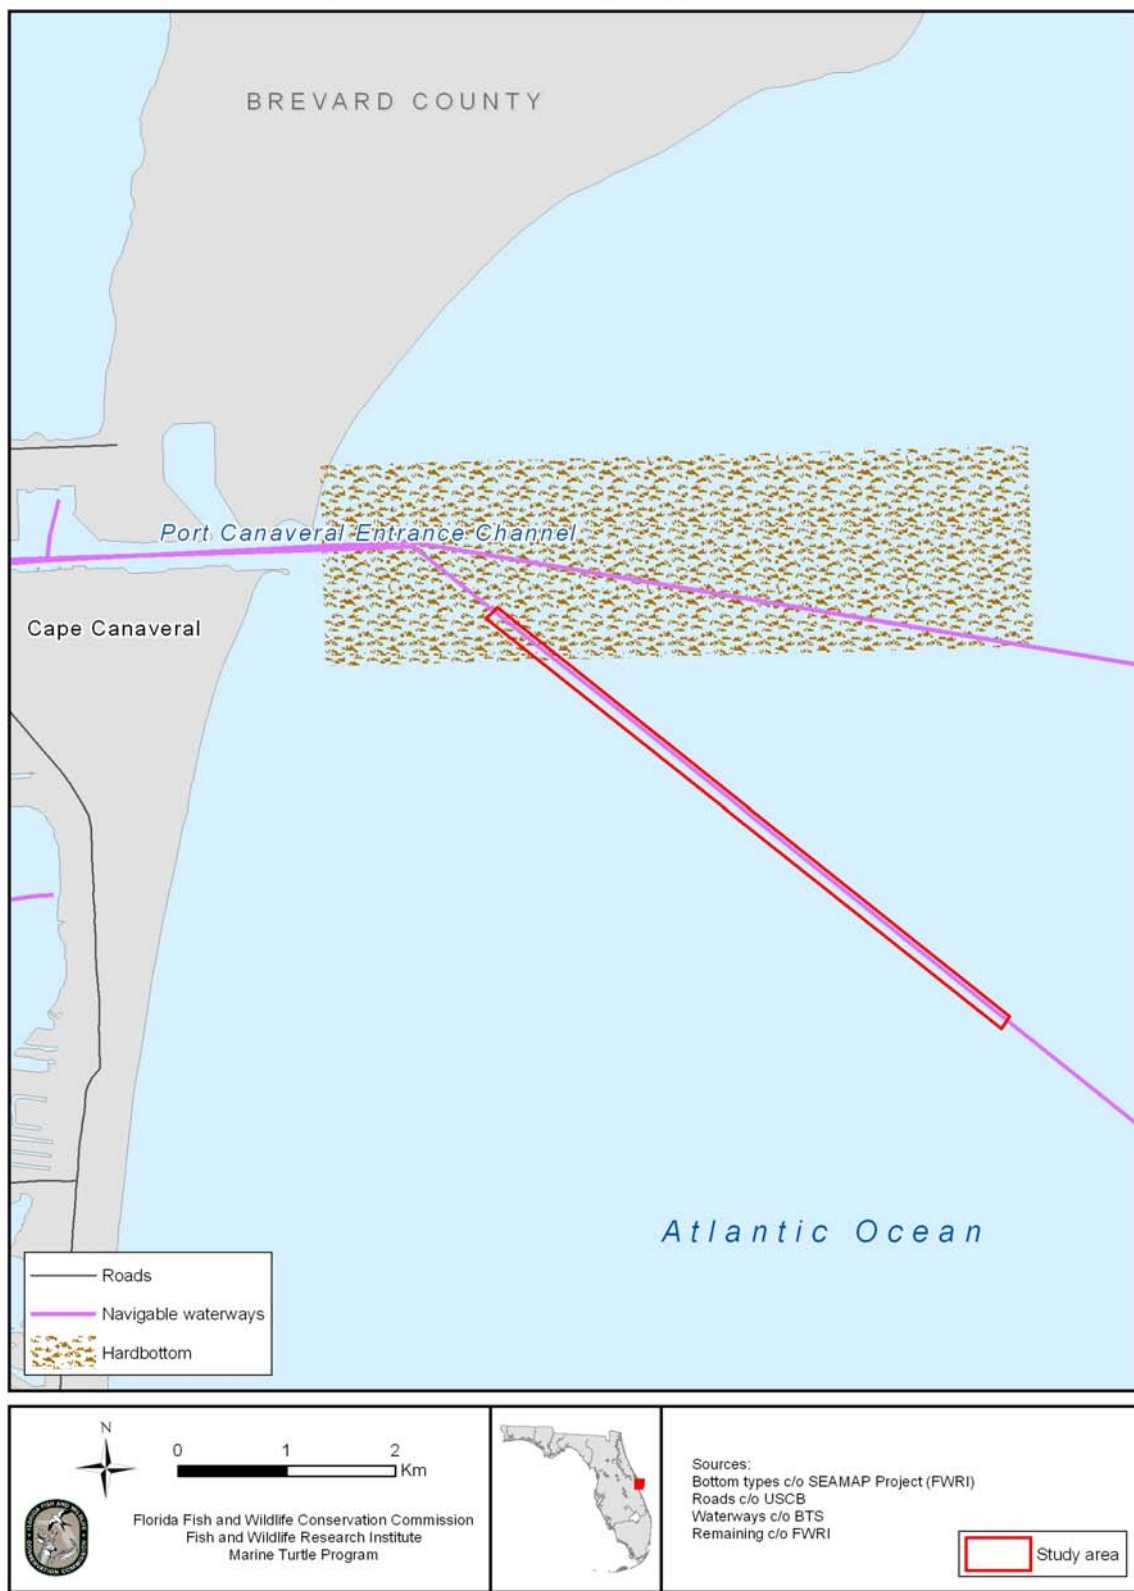 BREVARD COUNTY
Port Canaveral Entrance Channel
Cape Canaveral
Atlantic Ocean
Roads
Navigable waterways
Hardbottom
N
0 1 2
Km
Florida Fish and Wildlife Conservation Commission
Fish and Wildlife Research Institute
Marine Turtle Program
Sources:
Bottom types c/o SEAMAP Project (FWRI)
Roads c/o USCB
Waterways c/o BTS
Remaining c/o FWRI
Study area